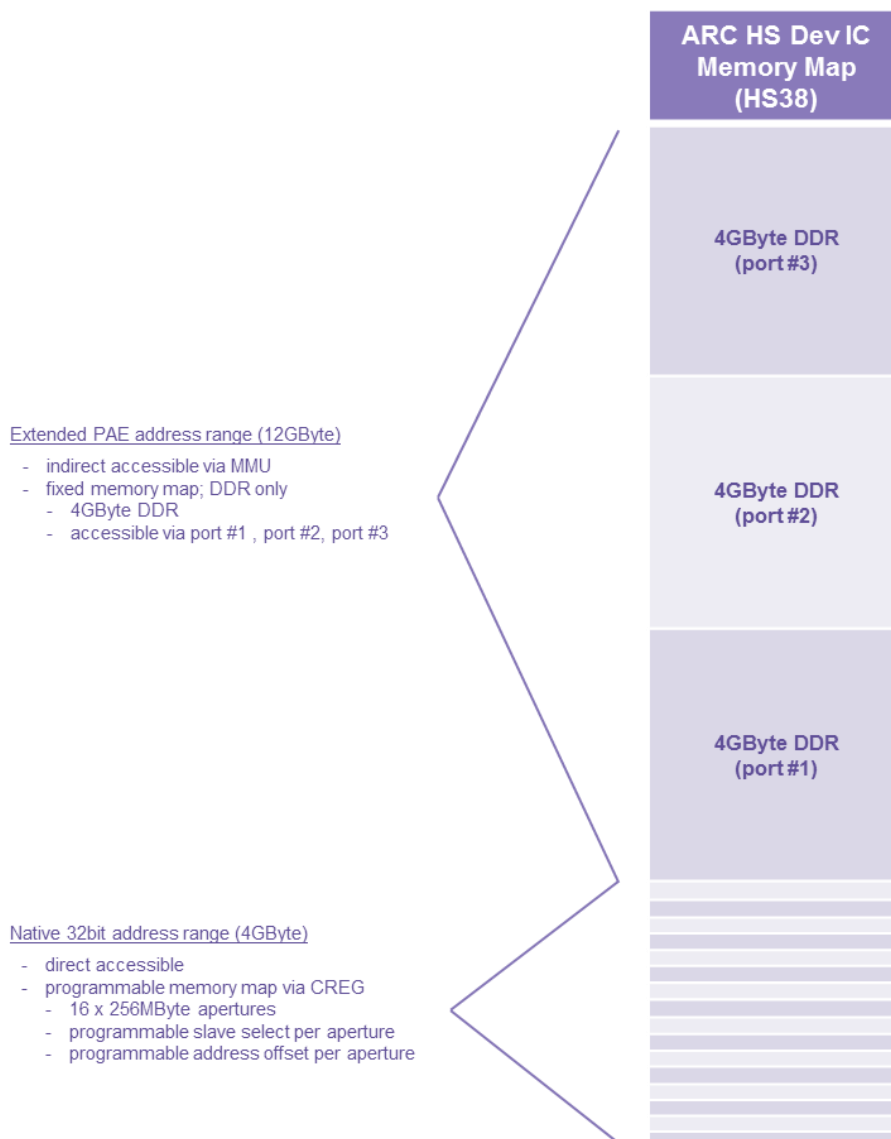 ARC HS Dev IC
Memory Map
(HS38)
4GByte DDR
(port #3)
Extended PAE address range (12GByte)
- indirect accessible via MMU
- fixed memory map; DDR only
- 4GByte DDR
- accessible via port #1 , port #2, port #3
4GByte DDR
(port #2)
4GByte DDR
(port #1)
Native 32bit address range (4GByte)
- direct accessible
- programmable memory map via CREG
- 16 x 256MByte apertures
- programmable slave select per aperture
- programmable address offset per aperture